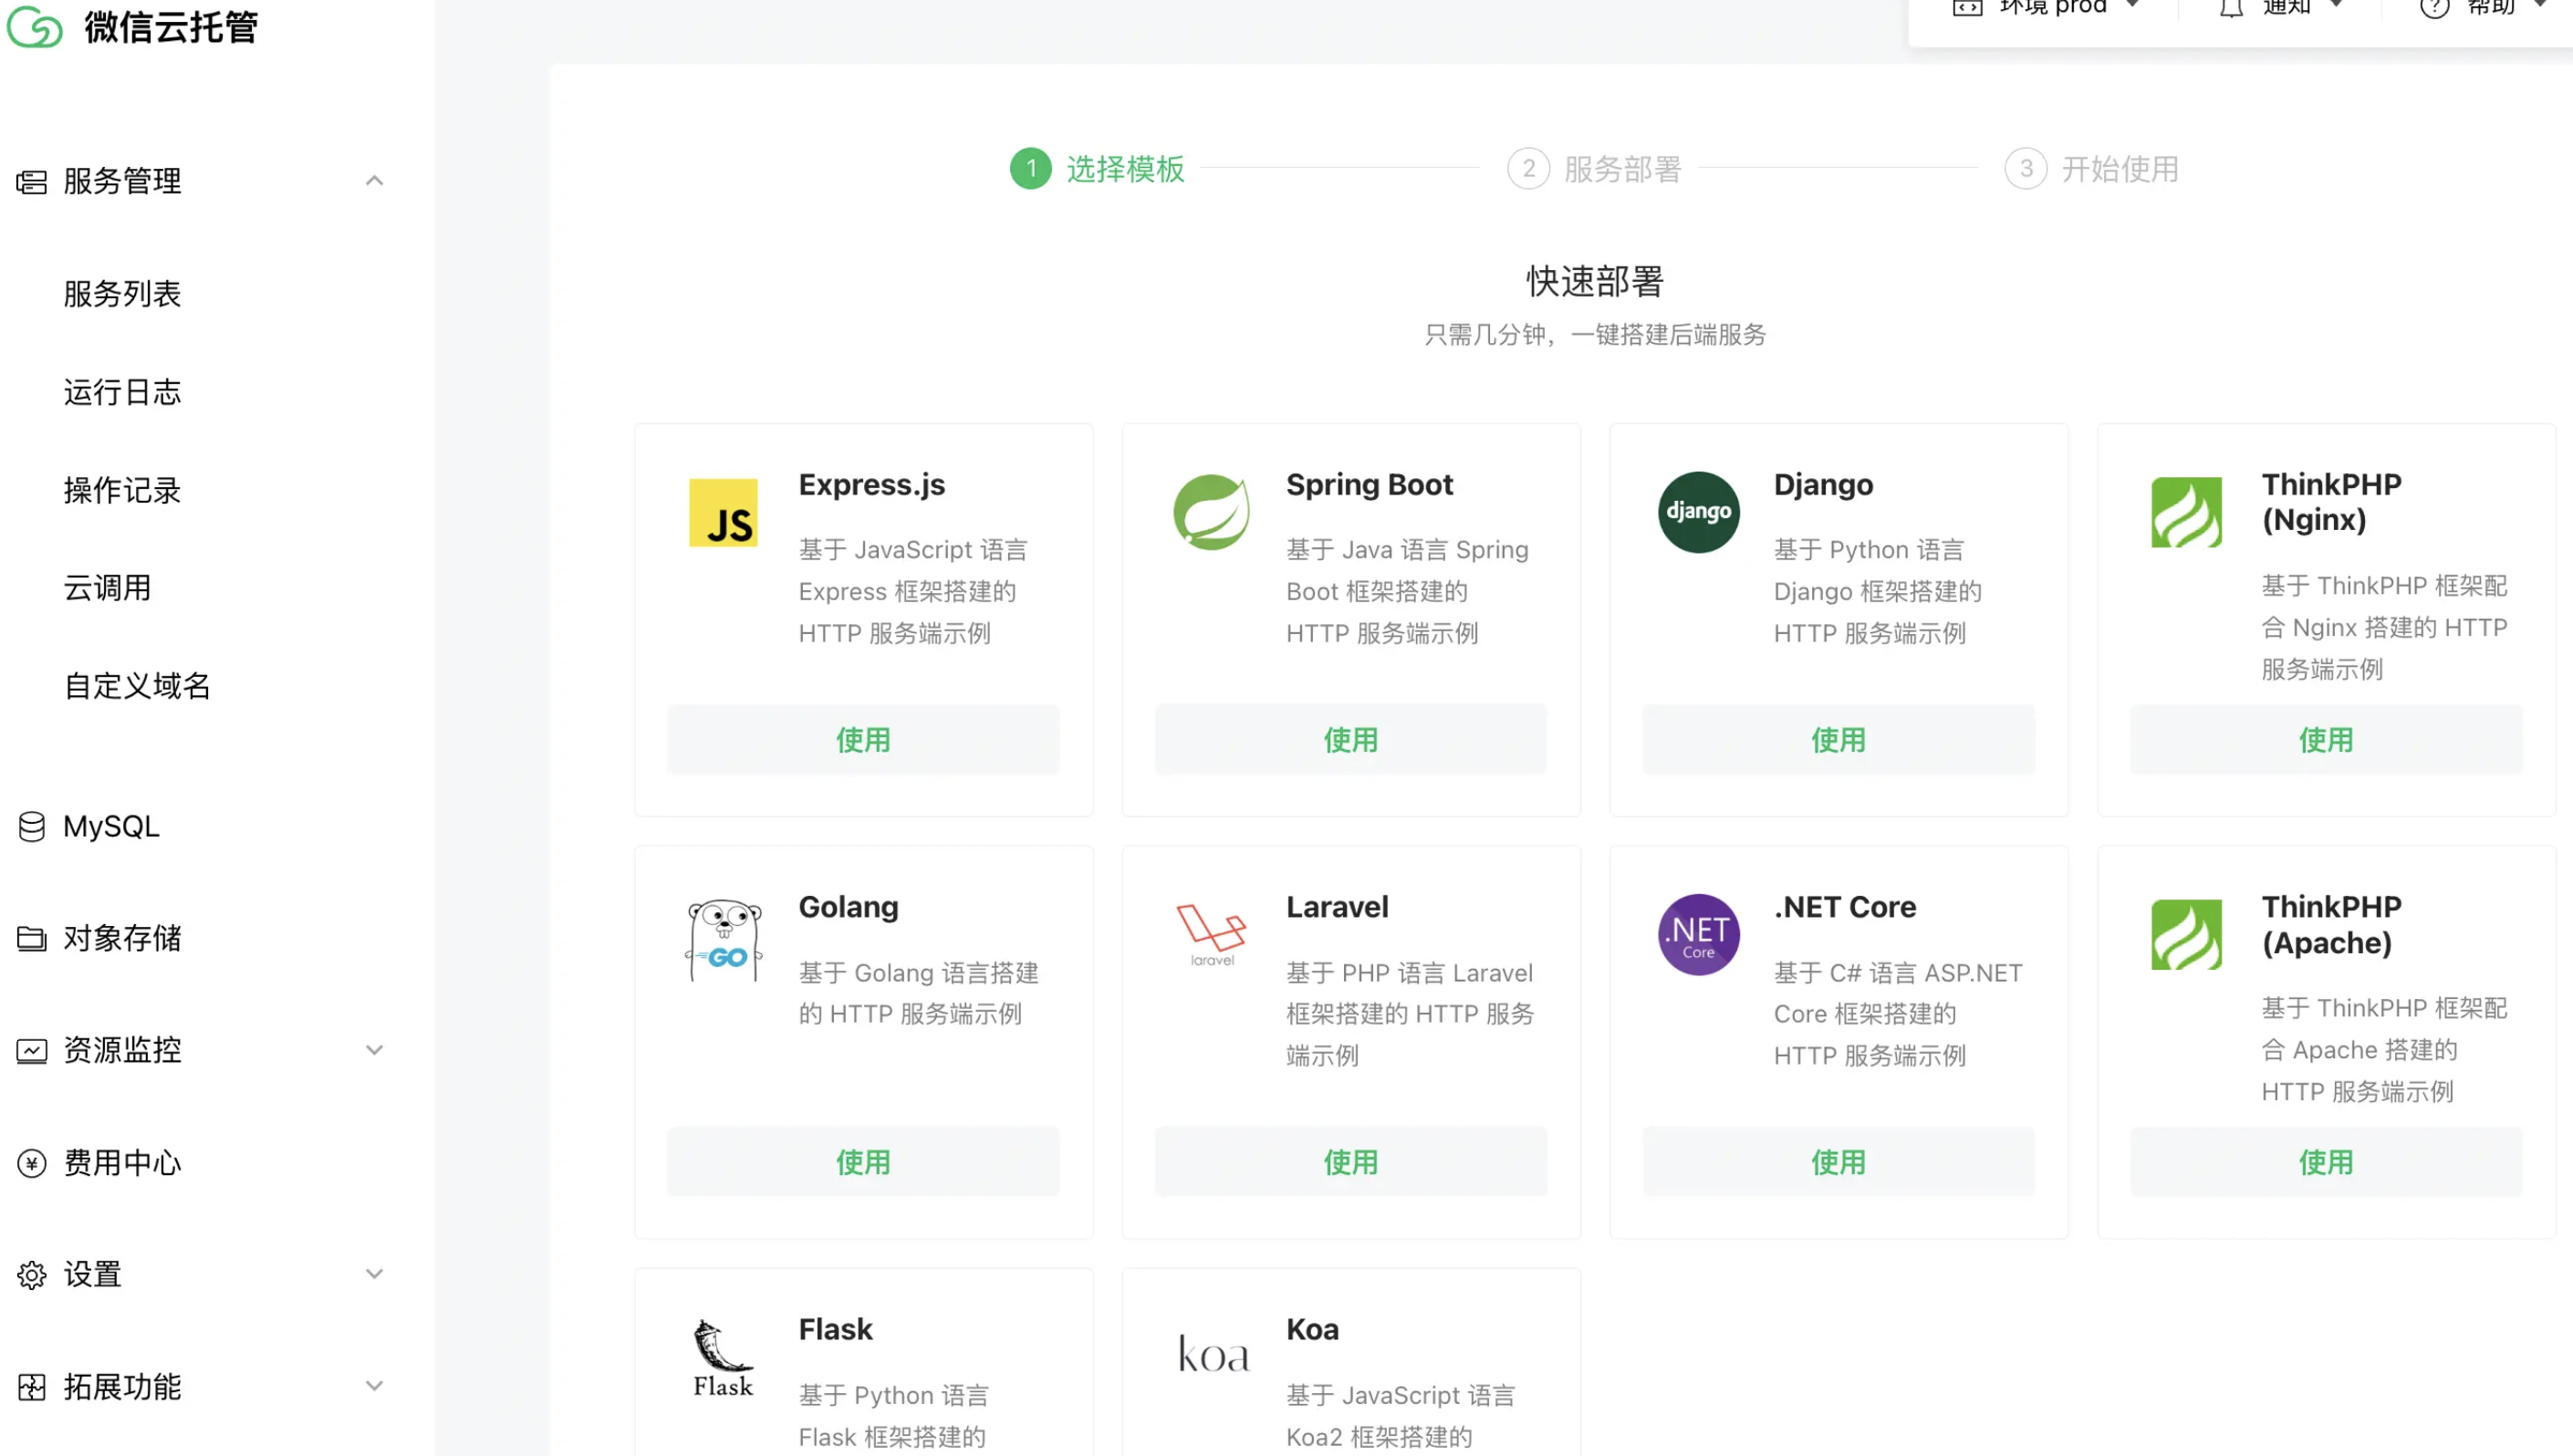 微信云托管
环境 prod
通知
帮助
服务管理
服务列表
运行日志
操作记录
云调用
自定义域名
MySQL
对象存储
资源监控
费用中心
设置
拓展功能
1 选择模板
2 服务部署
3 开始使用
快速部署
只需几分钟，一键搭建后端服务
JS
Express.js
基于 JavaScript 语言
Express 框架搭建的
HTTP 服务端示例
使用
Spring Boot
基于 Java 语言 Spring
Boot 框架搭建的
HTTP 服务端示例
使用
django
Django
基于 Python 语言
Django 框架搭建的
HTTP 服务端示例
使用
ThinkPHP
(Nginx)
基于 ThinkPHP 框架配
合 Nginx 搭建的 HTTP
服务端示例
使用
GO
Golang
基于 Golang 语言搭建
的 HTTP 服务端示例
使用
laravel
Laravel
基于 PHP 语言 Laravel
框架搭建的 HTTP 服务
端示例
使用
.NET
Core
.NET Core
基于 C# 语言 ASP.NET
Core 框架搭建的
HTTP 服务端示例
使用
ThinkPHP
(Apache)
基于 ThinkPHP 框架配
合 Apache 搭建的
HTTP 服务端示例
使用
Flask
Flask
基于 Python 语言
Flask 框架搭建的
koa
Koa
基于 JavaScript 语言
Koa2 框架搭建的